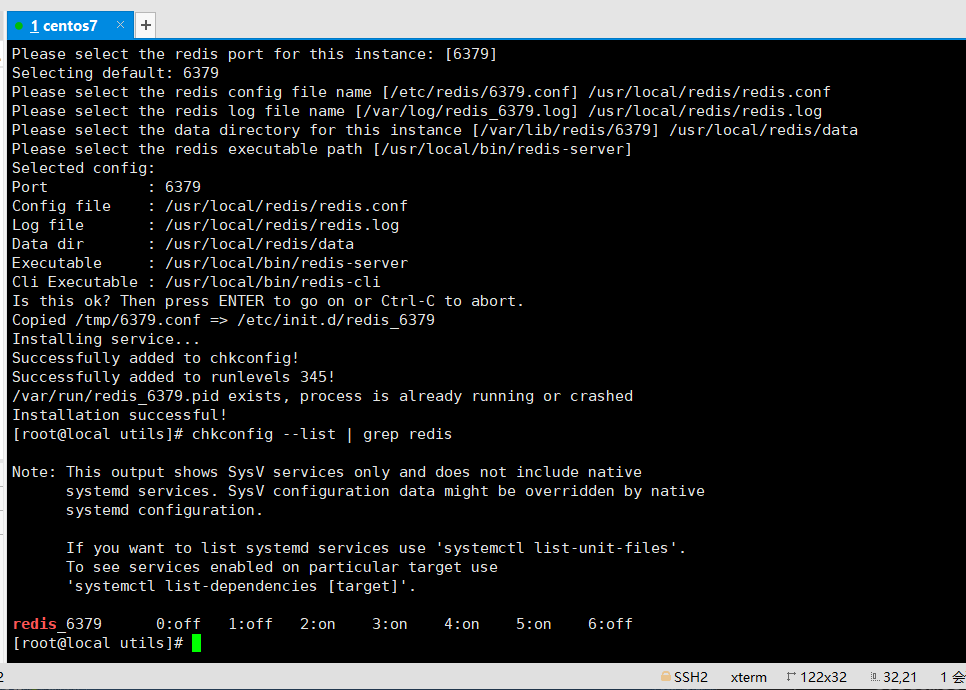 1 centos7 × +
Please select the redis port for this instance: [6379]
Selecting default: 6379
Please select the redis config file name [/etc/redis/6379.conf] /usr/local/redis/redis.conf
Please select the redis log file name [/var/log/redis_6379.log] /usr/local/redis/redis.log
Please select the data directory for this instance [/var/lib/redis/6379] /usr/local/redis/data
Please select the redis executable path [/usr/local/bin/redis-server]
Selected config:
Port           : 6379
Config file    : /usr/local/redis/redis.conf
Log file       : /usr/local/redis/redis.log
Data dir       : /usr/local/redis/data
Executable     : /usr/local/bin/redis-server
Cli Executable : /usr/local/bin/redis-cli
Is this ok? Then press ENTER to go on or Ctrl-C to abort.
Copied /tmp/6379.conf => /etc/init.d/redis_6379
Installing service...
Successfully added to chkconfig!
Successfully added to runlevels 345!
/var/run/redis_6379.pid exists, process is already running or crashed
Installation successful!
[root@local utils]# chkconfig --list | grep redis
Note: This output shows SysV services only and does not include native
      systemd services. SysV configuration data might be overridden by native
      systemd configuration.
      If you want to list systemd services use 'systemctl list-unit-files'.
      To see services enabled on particular target use
      'systemctl list-dependencies [target]'.
redis_6379      0:off   1:off   2:on    3:on    4:on    5:on    6:off
[root@local utils]#
2 SSH2 xterm 122x32 32,21 1 会